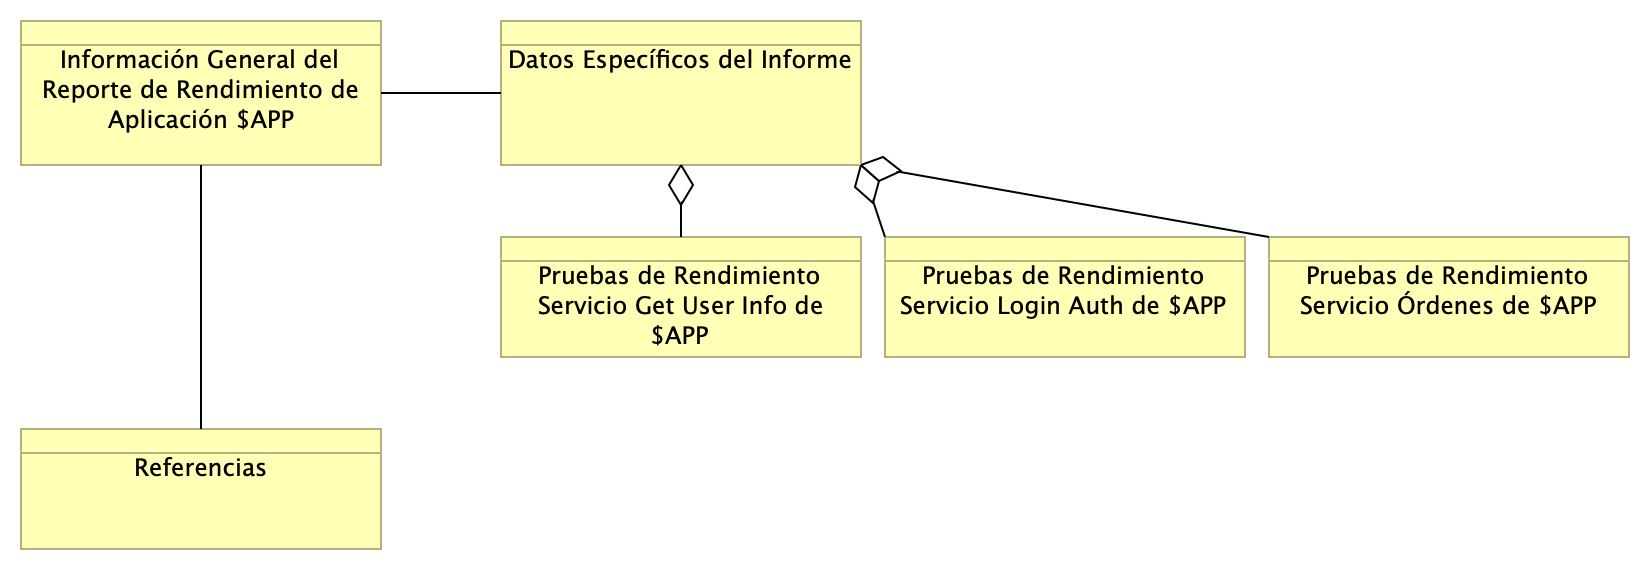 Información General del
Reporte de Rendimiento de
Aplicación $APP
Datos Específicos del Informe
Pruebas de Rendimiento
Servicio Get User Info de
$APP
Pruebas de Rendimiento
Servicio Login Auth de $APP
Pruebas de Rendimiento
Servicio Órdenes de $APP
Referencias